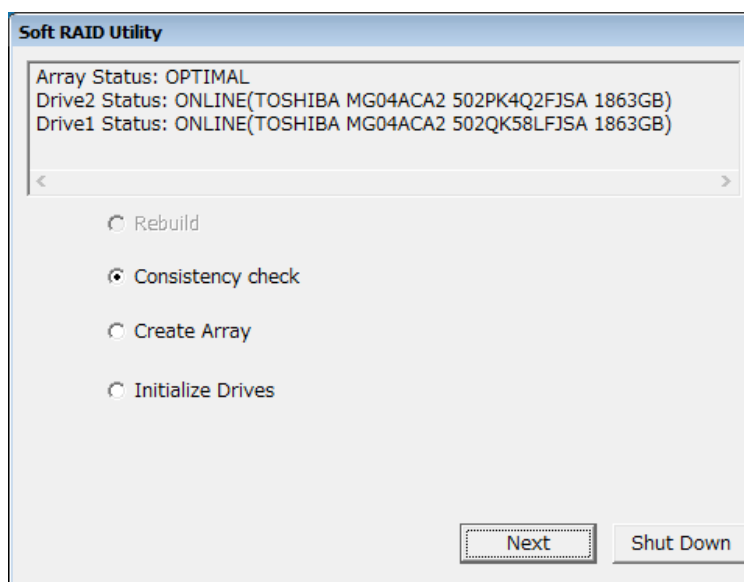 Soft RAID Utility
Array Status: OPTIMAL
Drive2 Status: ONLINE(TOSHIBA MG04ACA2 502PK4Q2FJSA 1863GB)
Drive1 Status: ONLINE(TOSHIBA MG04ACA2 502QK58LFJSA 1863GB)
Rebuild
Consistency check
Create Array
Initialize Drives
Next
Shut Down